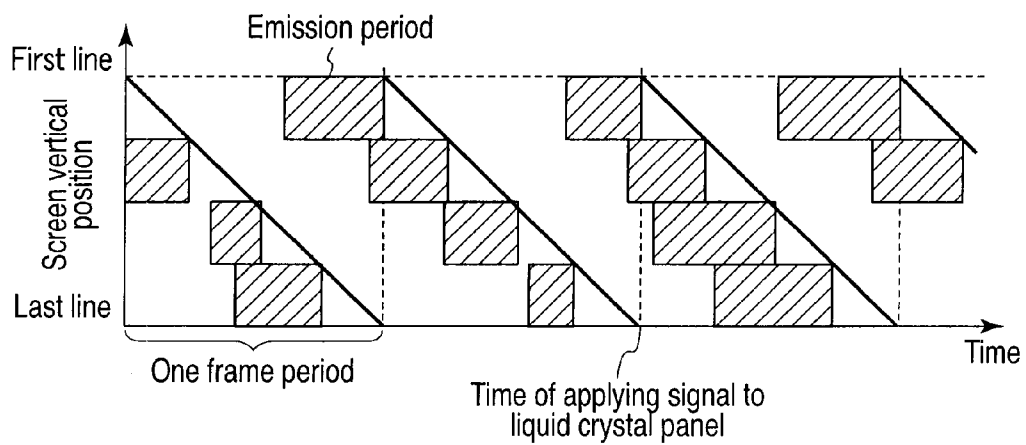 Emission period
First line
Screen vertical
position
Last line
Time
One frame period
Time of applying signal to
liquid crystal panel